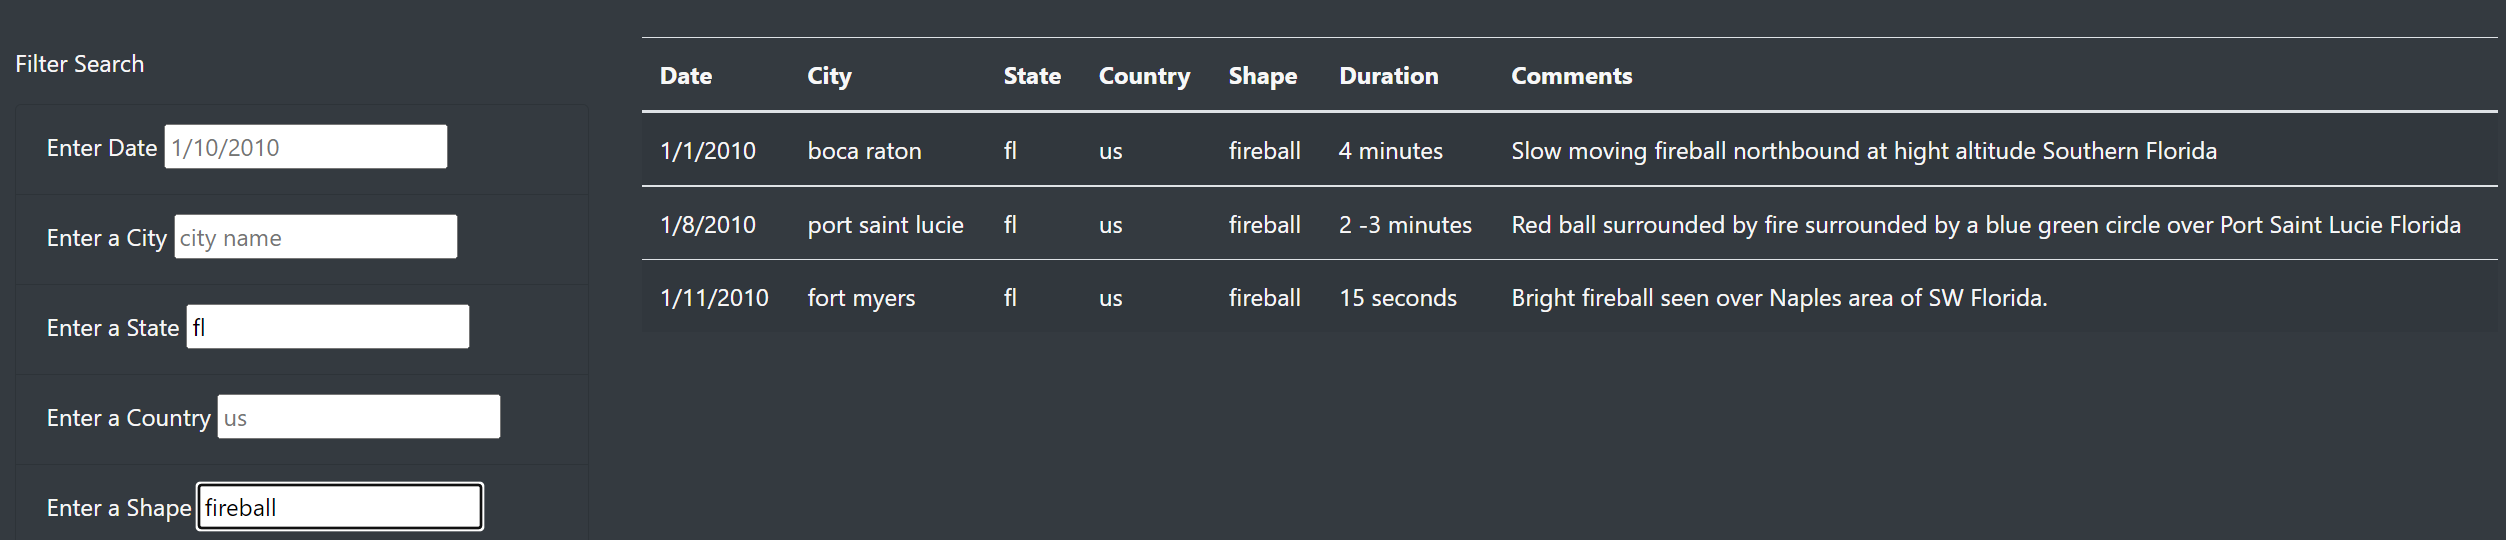 Filter Search
Enter Date 1/10/2010
Enter a City city name
Enter a State fl
Enter a Country us
Enter a Shape fireball
Date City State Country Shape Duration Comments
1/1/2010 boca raton fl us fireball 4 minutes Slow moving fireball northbound at hight altitude Southern Florida
1/8/2010 port saint lucie fl us fireball 2 -3 minutes Red ball surrounded by fire surrounded by a blue green circle over Port Saint Lucie Florida
1/11/2010 fort myers fl us fireball 15 seconds Bright fireball seen over Naples area of SW Florida.